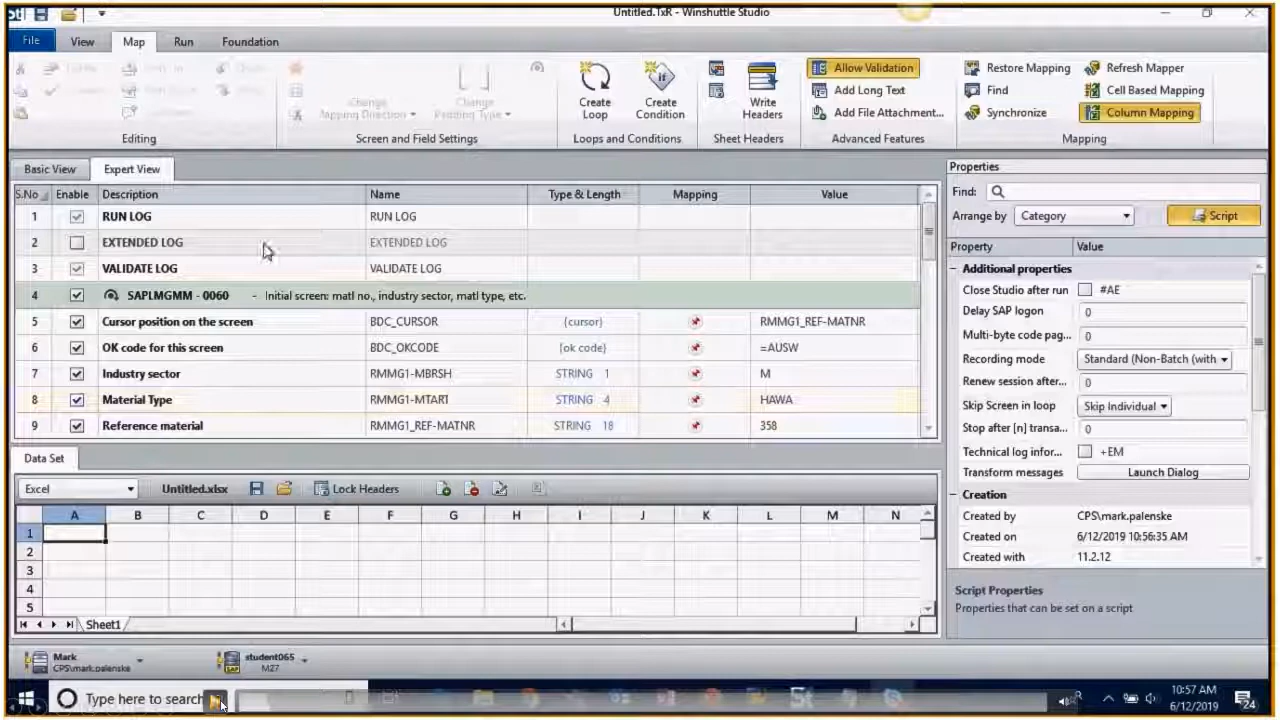 Untitled.TxR - Winshuttle Studio
File View Map Run Foundation
Change Mapping Direction
Change Padding Type
Create Loop
Create Condition
Write Headers
Allow Validation
Add Long Text
Add File Attachment...
Restore Mapping
Find
Synchronize
Refresh Mapper
Cell Based Mapping
Column Mapping
Editing
Screen and Field Settings
Loops and Conditions
Sheet Headers
Advanced Features
Mapping
Basic View Expert View
S.No Enable Description Name Type & Length Mapping Value
1 RUN LOG RUN LOG
2 EXTENDED LOG EXTENDED LOG
3 VALIDATE LOG VALIDATE LOG
4 SAPLMGMM - 0060 - Initial screen: matl no., industry sector, matl type, etc.
5 Cursor position on the screen BDC_CURSOR {cursor} RMMG1_REF-MATNR
6 OK code for this screen BDC_OKCODE {ok code} =AUSW
7 Industry sector RMMG1-MBRSH STRING 1 M
8 Material Type RMMG1-MTART STRING 4 HAWA
9 Reference material RMMG1_REF-MATNR STRING 18 358
Data Set
Excel Untitled.xlsx Lock Headers
A B C D E F G H I J K L M N
1
2
3
4
5
Sheet1
Properties
Find:
Arrange by Category Script
Property Value
Additional properties
Close Studio after run #AE
Delay SAP logon 0
Multi-byte code pag... 0
Recording mode Standard (Non-Batch (with
Renew session after... 0
Skip Screen in loop Skip Individual
Stop after [n] transa... 0
Technical log infor... +EM
Transform messages Launch Dialog
Creation
Created by CPS\mark.palenske
Created on 6/12/2019 10:56:35 AM
Created with 11.2.12
Script Properties
Properties that can be set on a script
Mark
CPS\mark.palenske
student065
M27
Type here to search
10:57 AM
6/12/2019
24